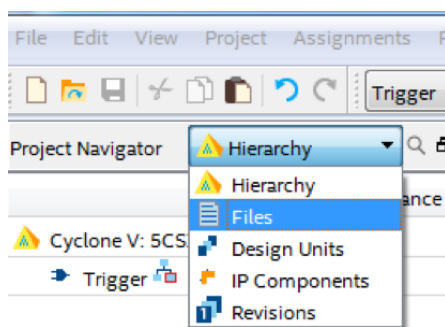 File Edit View Project Assignments
Trigger
Project Navigator Hierarchy
Hierarchy
Files
Cyclone V: 5CS
Design Units
Trigger
IP Components
1 Revisions